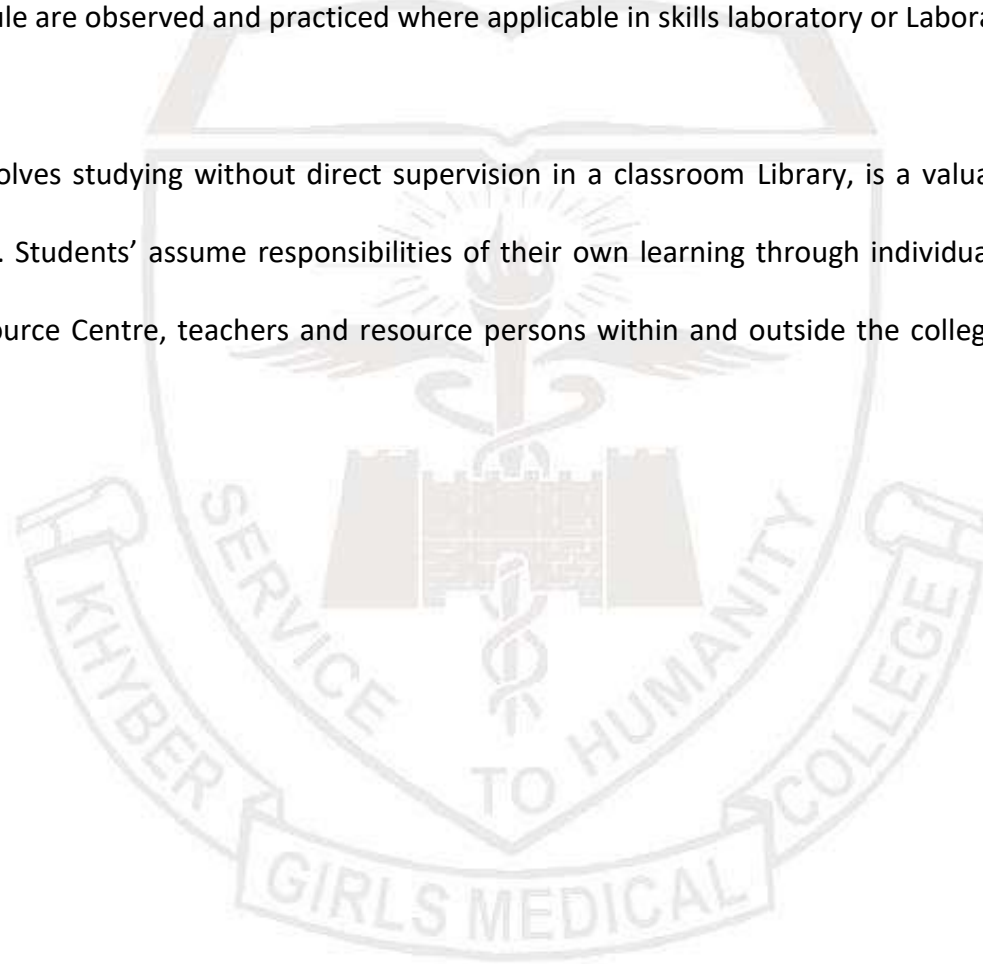 ule are observed and practiced where applicable in skills laboratory or Labora
olves studying without direct supervision in a classroom Library, is a valua
. Students’ assume responsibilities of their own learning through individua
ource Centre, teachers and resource persons within and outside the colleg
SERVICE TO HUMANITY
KHYBER GIRLS MEDICAL COLLEGE